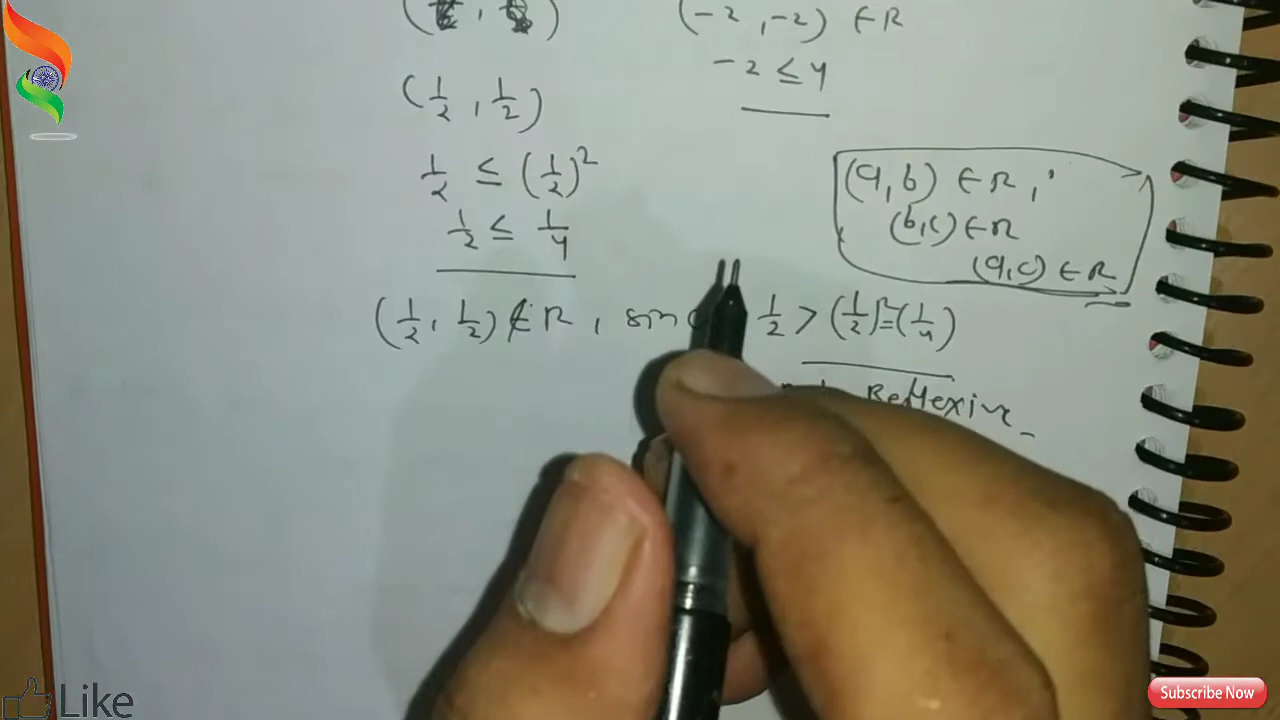 (-2, -2) ∈ R
-2 ≤ 4
(1/2, 1/2)
1/2 ≤ (1/2)²
1/2 ≤ 1/4
(a, b) ∈ R,
(b, c) ∈ R
(a, c) ∈ R
(1/2, 1/2) ∉ R, 1/2 > (1/2)² = (1/4)
Reflexive
Like
Subscribe Now